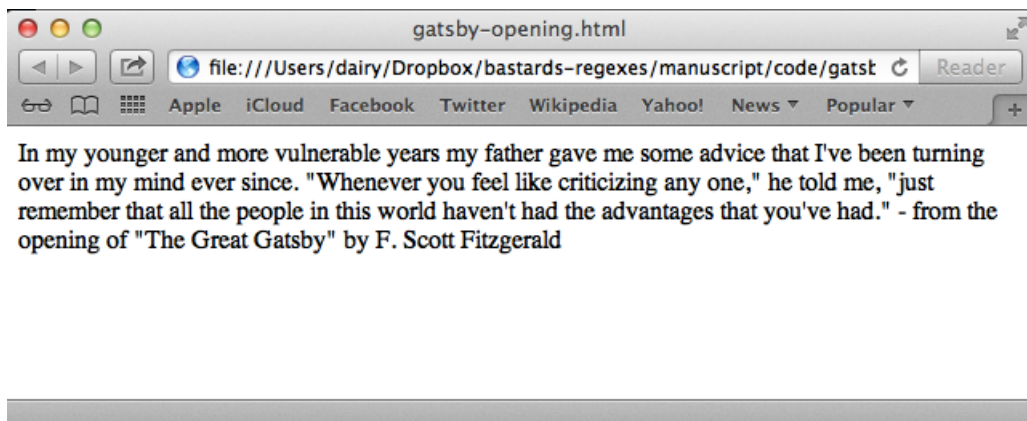 gatsby-opening.html
file:///Users/dairy/Dropbox/bastards-regexes/manuscript/code/gatsb
Reader
Apple iCloud Facebook Twitter Wikipedia Yahoo! News ▼ Popular ▼
In my younger and more vulnerable years my father gave me some advice that I've been turning
over in my mind ever since. "Whenever you feel like criticizing any one," he told me, "just
remember that all the people in this world haven't had the advantages that you've had." - from the
opening of "The Great Gatsby" by F. Scott Fitzgerald